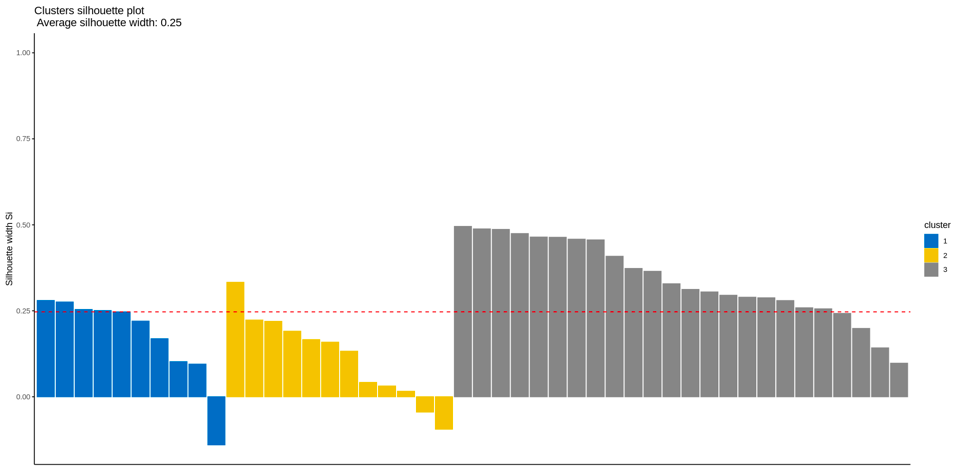 Clusters silhouette plot
Average silhouette width: 0.25
1.00
0.75
0.50
0.25
0.00
Silhouette width Si
cluster
1
2
3